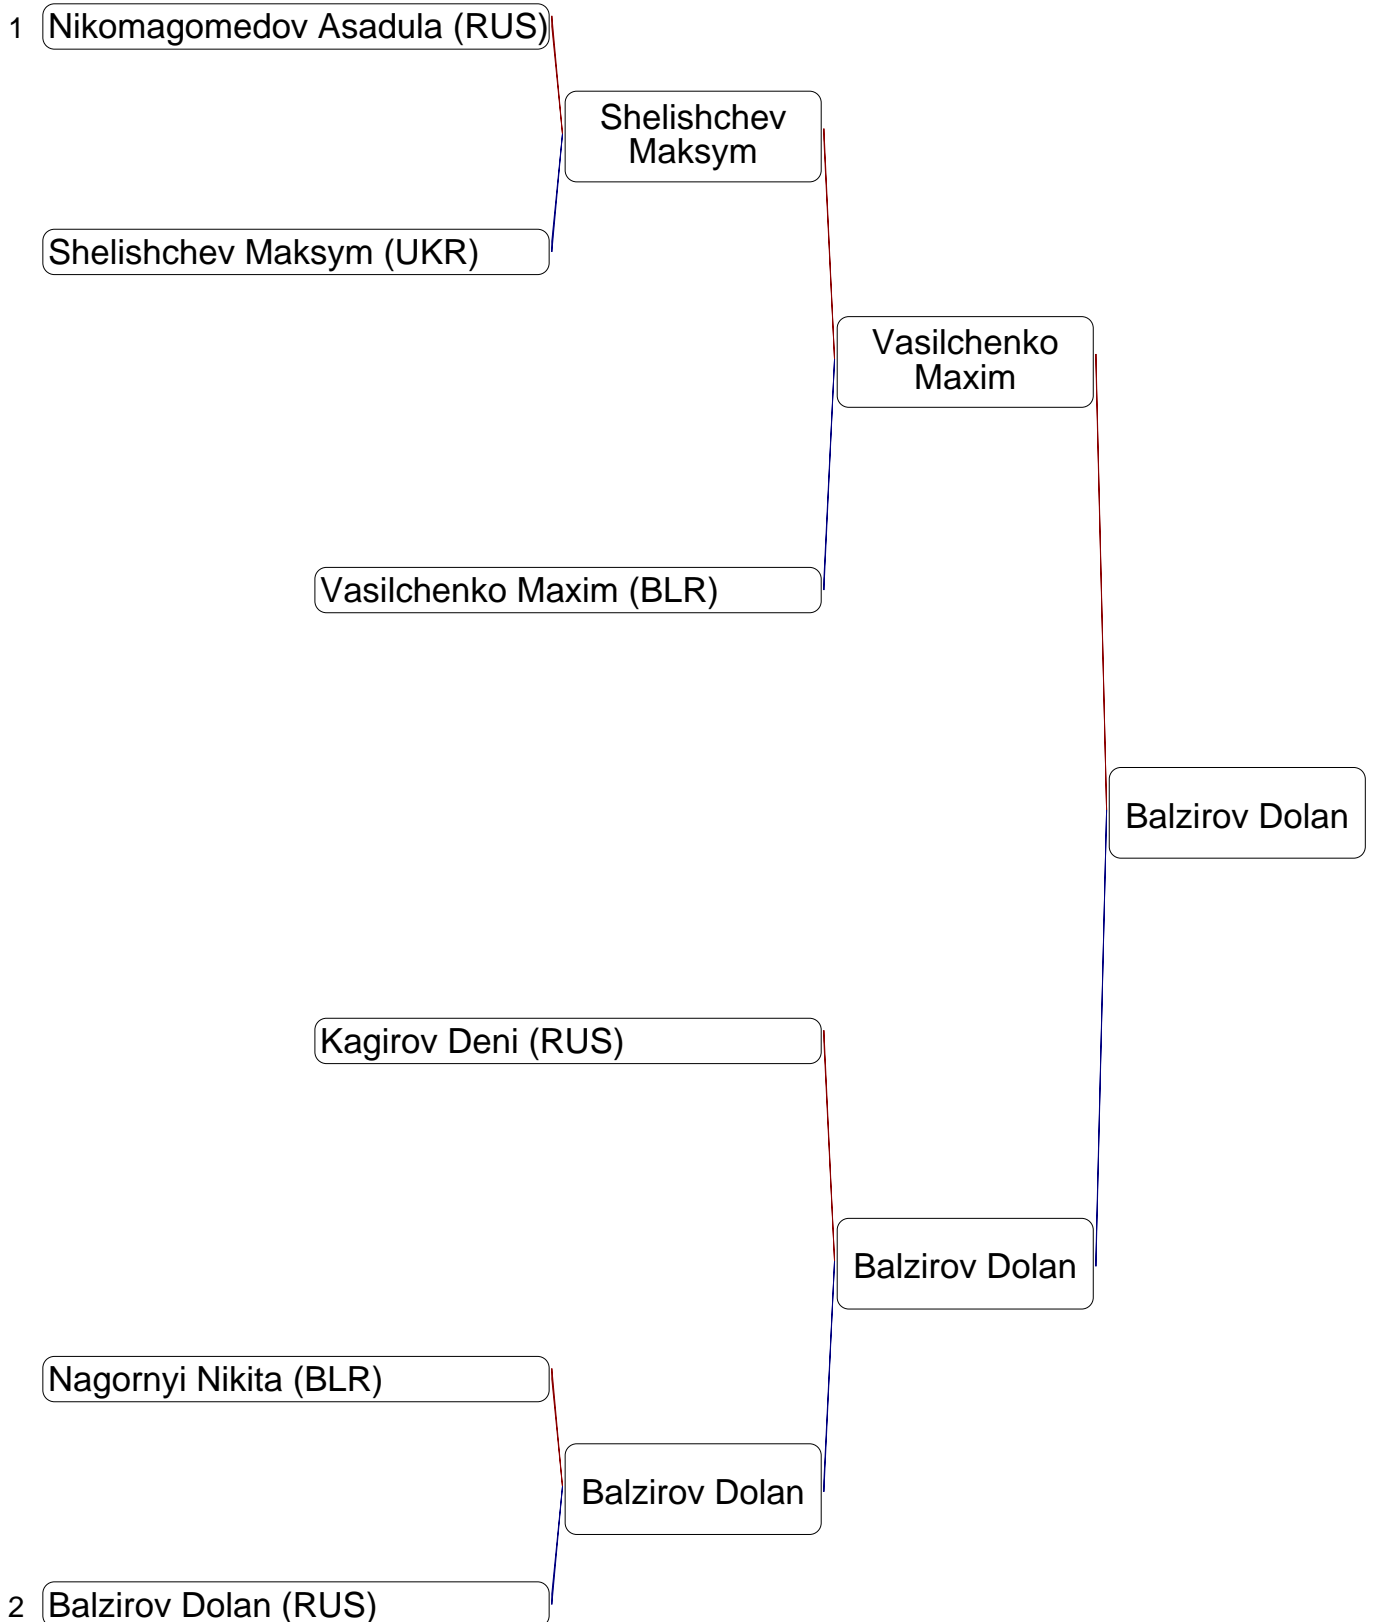 1 Nikomagomedov Asadula (RUS)
Shelishchev
Maksym
Shelishchev Maksym (UKR)
Vasilchenko
Maxim
Vasilchenko Maxim (BLR)
Balzirov Dolan
Kagirov Deni (RUS)
Balzirov Dolan
Nagornyi Nikita (BLR)
Balzirov Dolan
2 Balzirov Dolan (RUS)